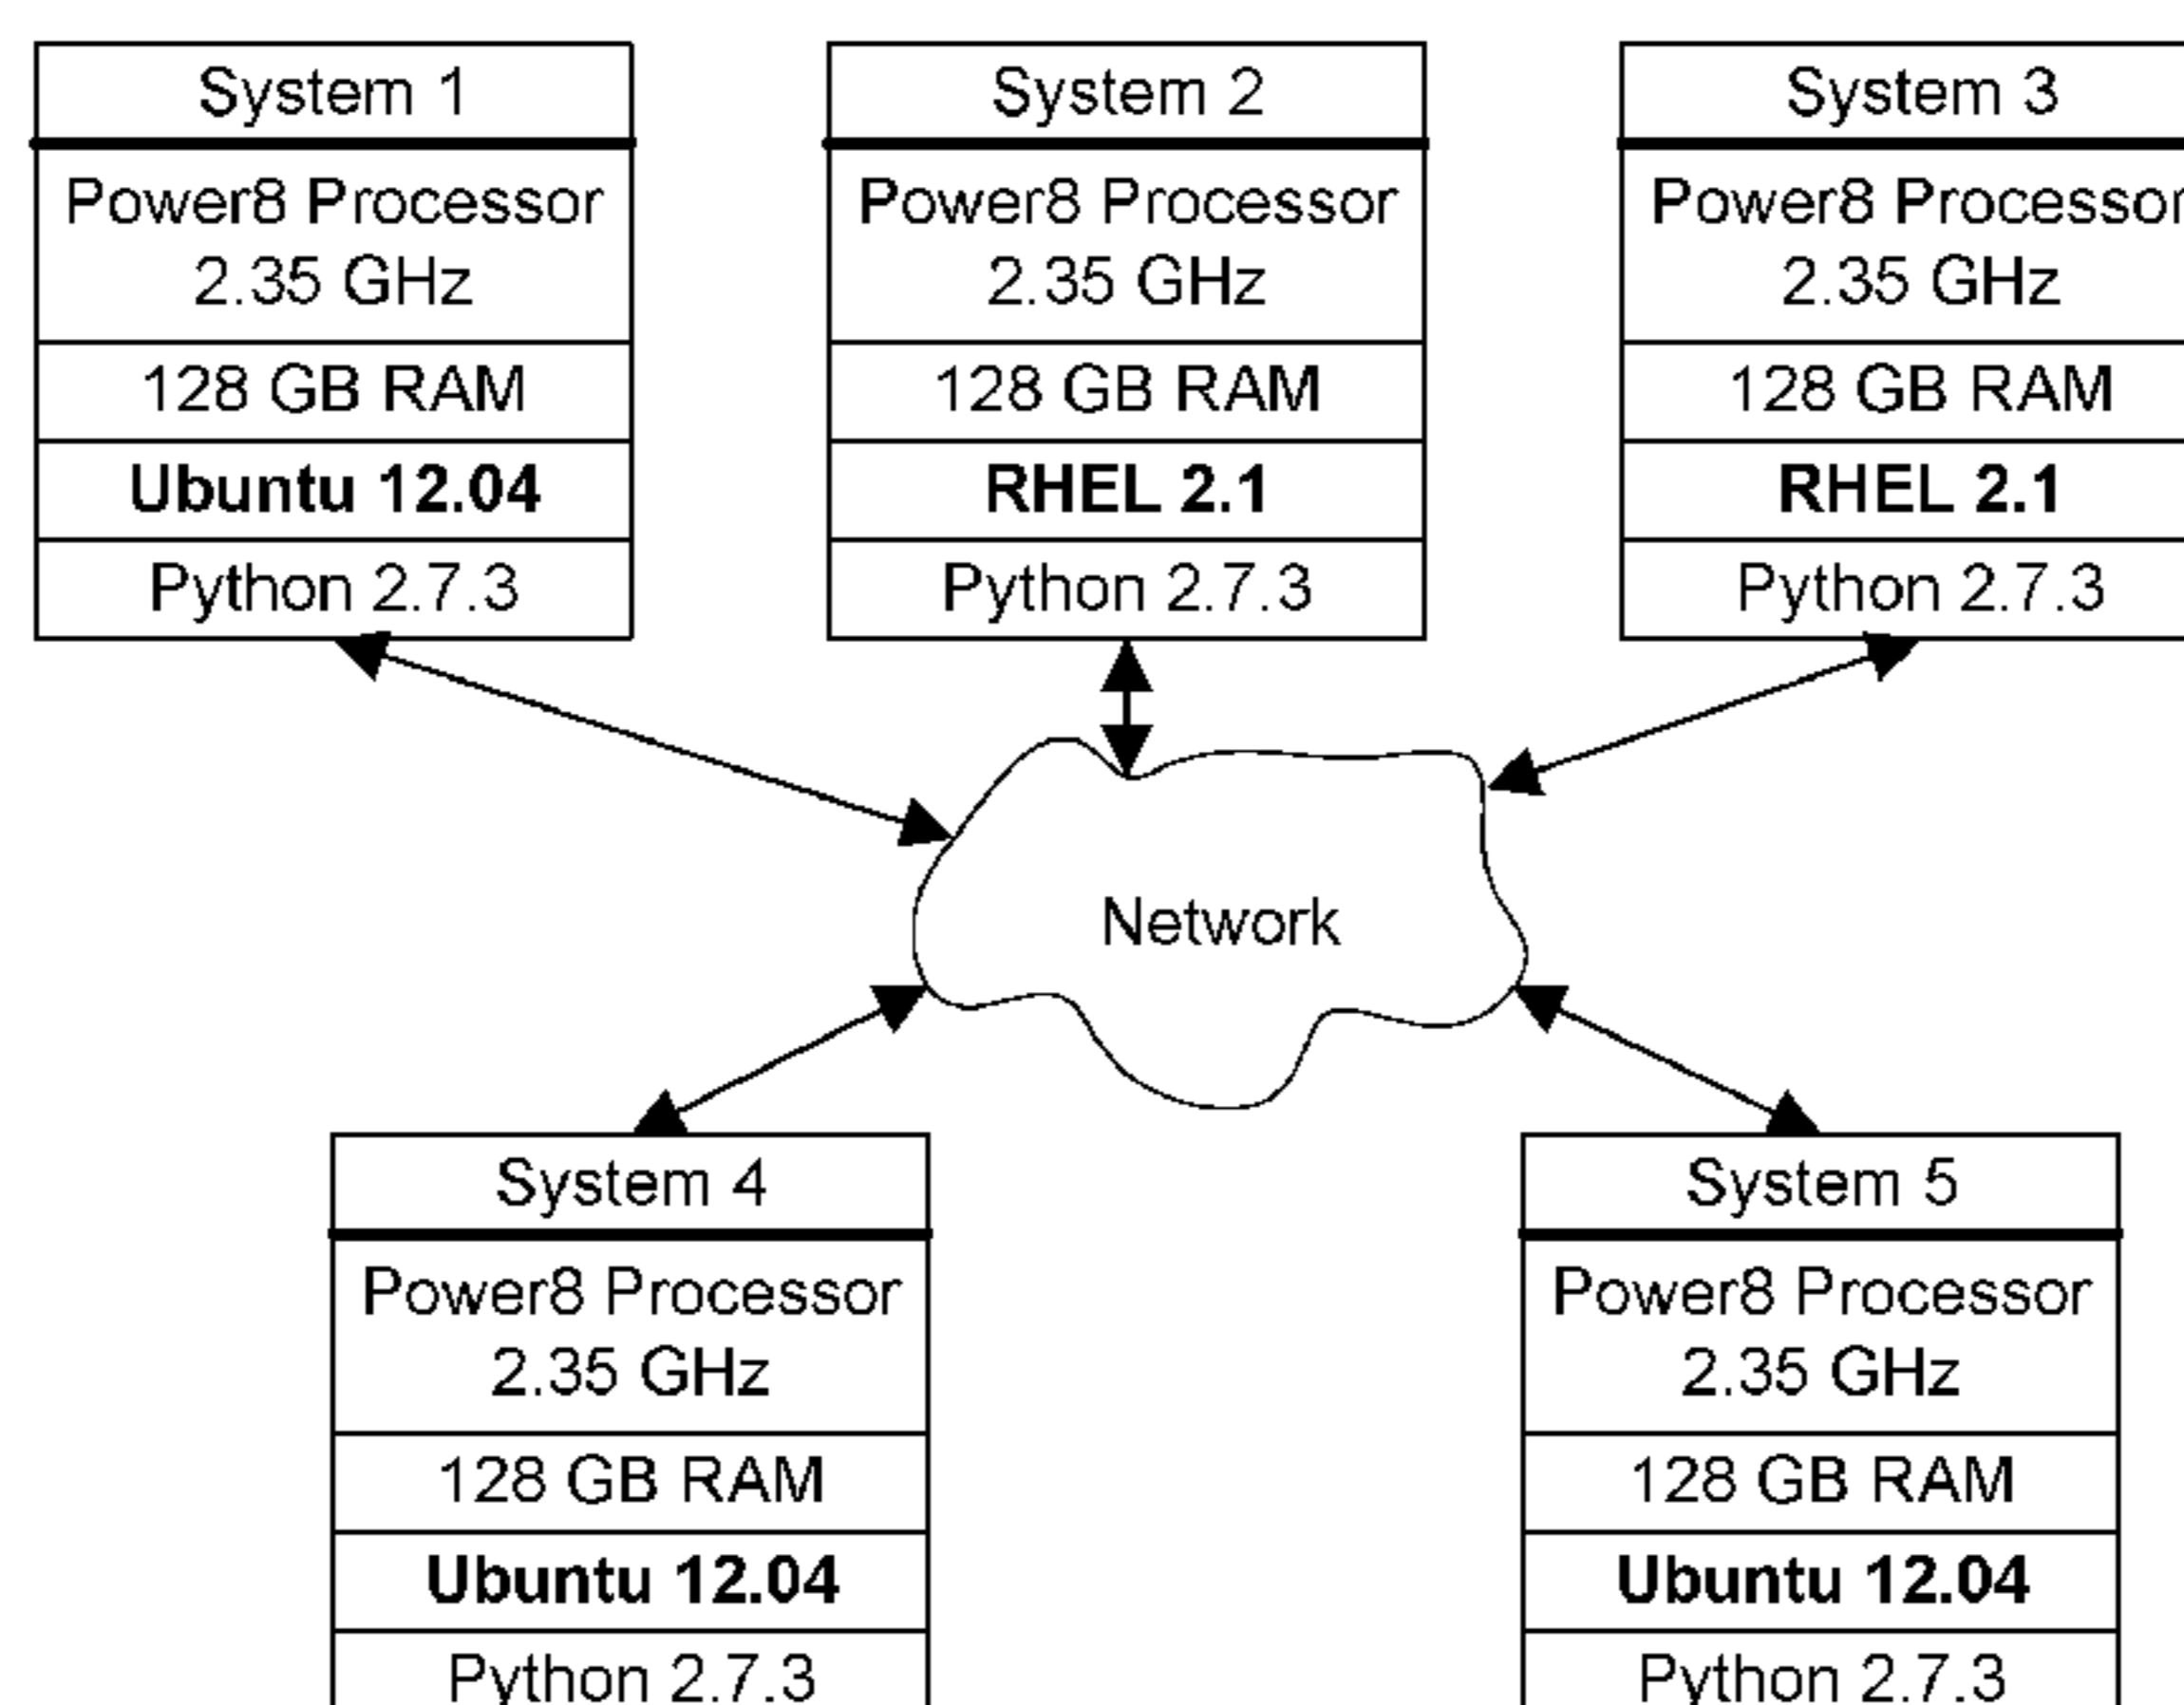 System 1
Power8 Processor
2.35 GHz
128 GB RAM
Ubuntu 12.04
Python 2.7.3
System 2
Power8 Processor
2.35 GHz
128 GB RAM
RHEL 2.1
Python 2.7.3
System 3
Power8 Processor
2.35 GHz
128 GB RAM
RHEL 2.1
Python 2.7.3
Network
System 4
Power8 Processor
2.35 GHz
128 GB RAM
Ubuntu 12.04
Python 2.7.3
System 5
Power8 Processor
2.35 GHz
128 GB RAM
Ubuntu 12.04
Python 2.7.3